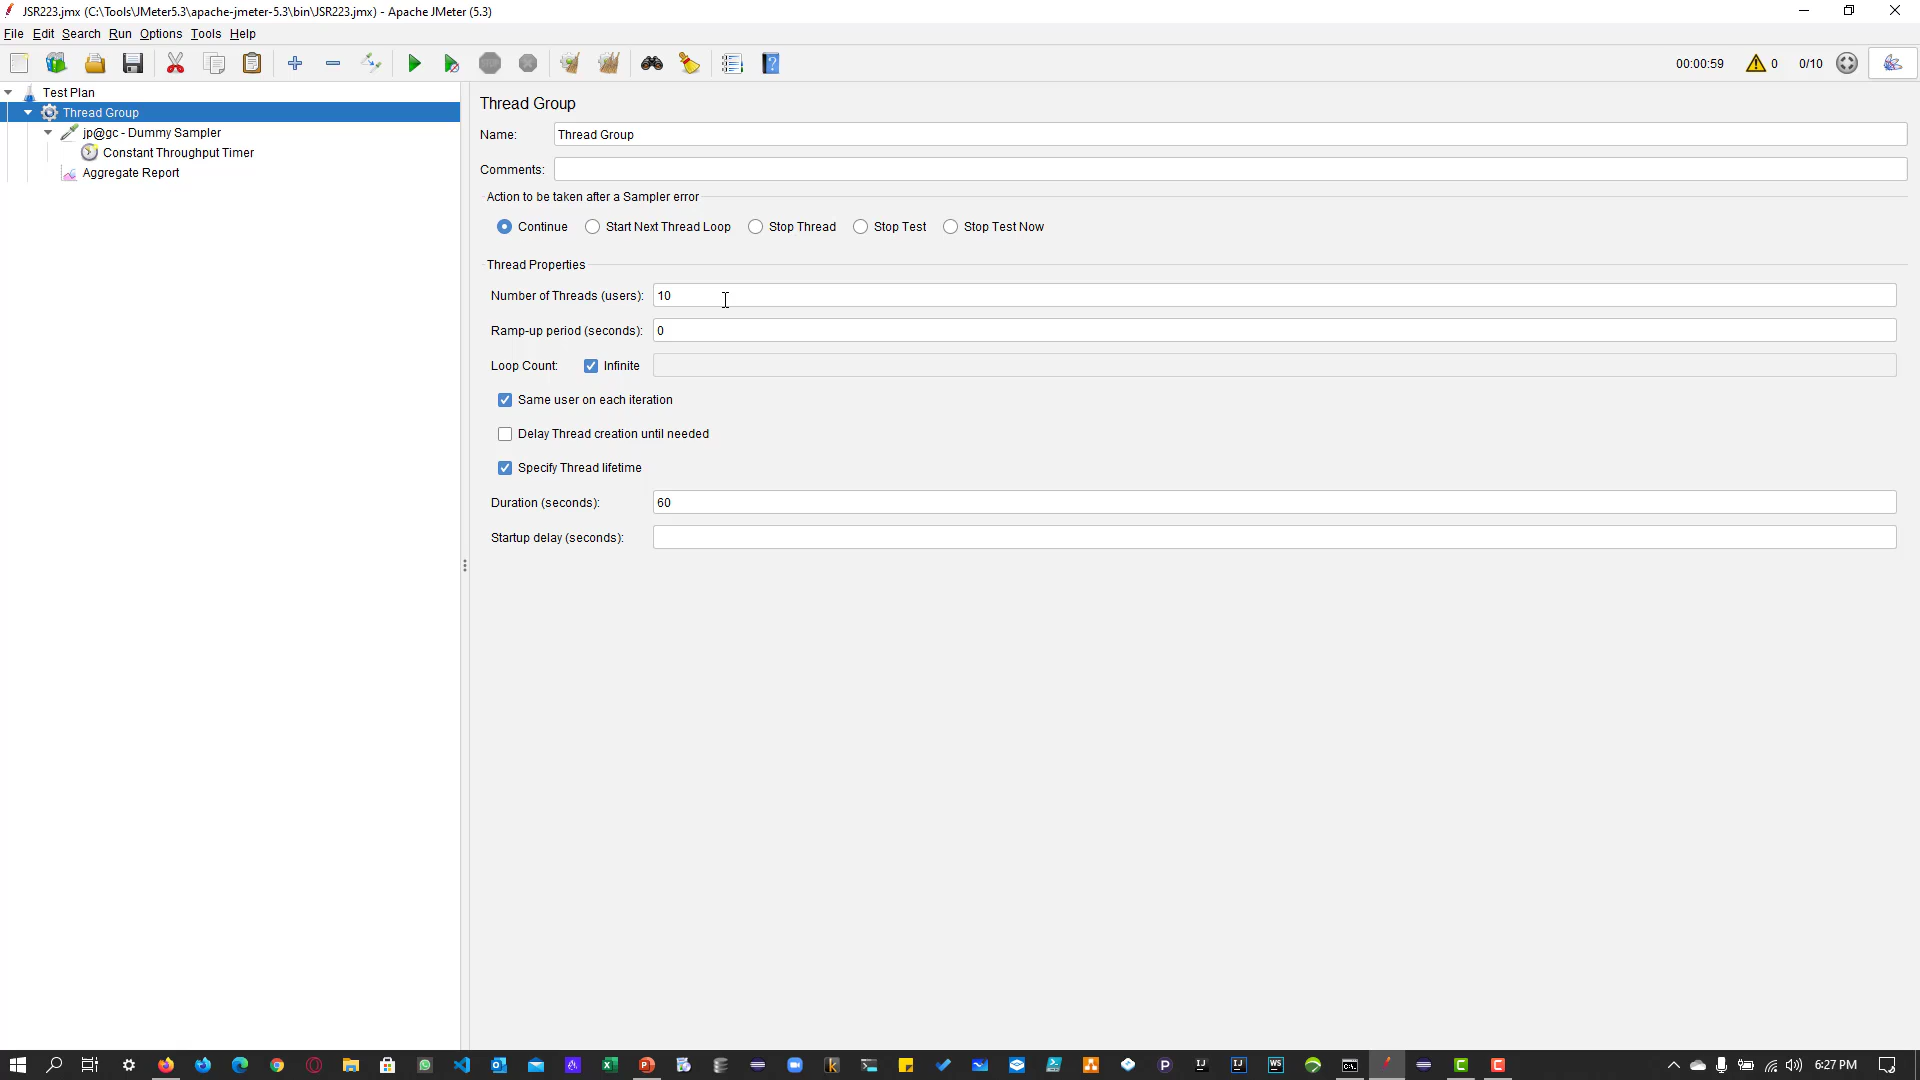 JSR223.jmx (C:\Tools\JMeter5.3\apache-jmeter-5.3\bin\JSR223.jmx) - Apache JMeter (5.3)
File Edit Search Run Options Tools Help
00:00:59 0 0/10
Test Plan
Thread Group
jp@gc - Dummy Sampler
Constant Throughput Timer
Aggregate Report
Thread Group
Name: Thread Group
Comments:
Action to be taken after a Sampler error
Continue Start Next Thread Loop Stop Thread Stop Test Stop Test Now
Thread Properties
Number of Threads (users): 10
Ramp-up period (seconds): 0
Loop Count: Infinite
Same user on each iteration
Delay Thread creation until needed
Specify Thread lifetime
Duration (seconds): 60
Startup delay (seconds):
6:27 PM